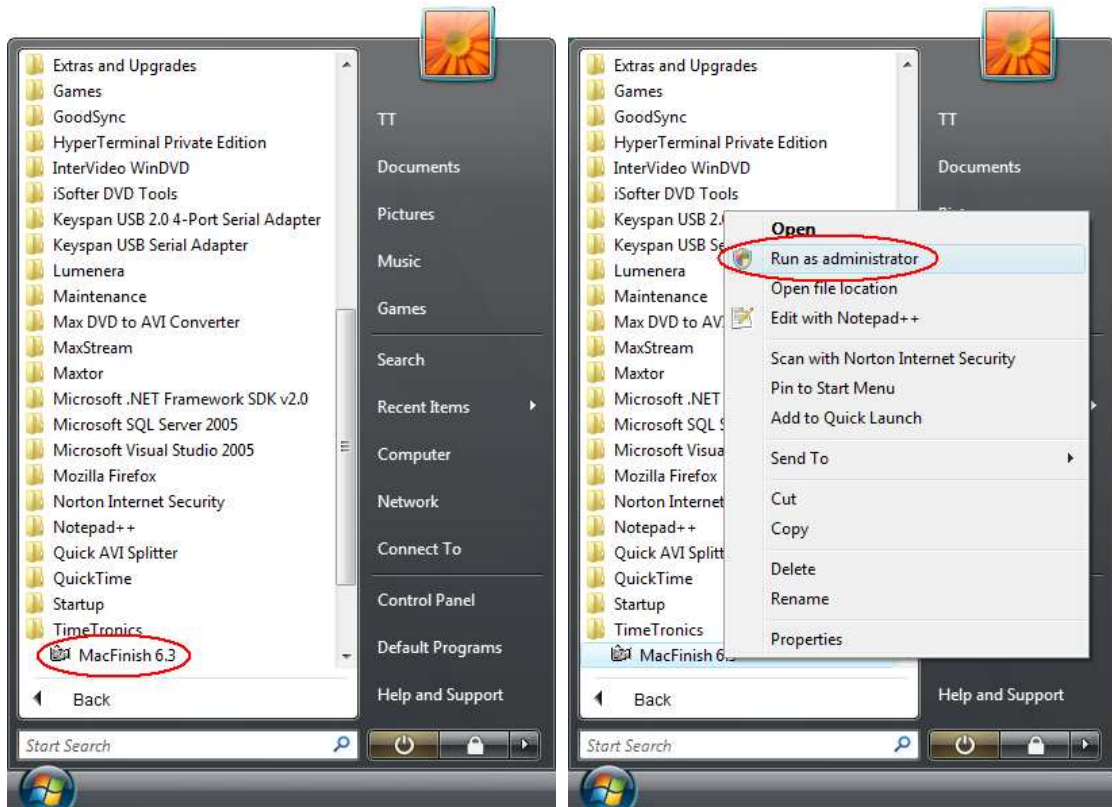 Extras and Upgrades
Games
GoodSync
HyperTerminal Private Edition
InterVideo WinDVD
iSofter DVD Tools
Keyspan USB 2.0 4-Port Serial Adapter
Keyspan USB Serial Adapter
Lumenera
Maintenance
Max DVD to AVI Converter
MaxStream
Maxtor
Microsoft .NET Framework SDK v2.0
Microsoft SQL Server 2005
Microsoft Visual Studio 2005
Mozilla Firefox
Norton Internet Security
Notepad++
Quick AVI Splitter
QuickTime
Startup
TimeTronics
MacFinish 6.3
Back
Start Search
TT
Documents
Pictures
Music
Games
Search
Recent Items
Computer
Network
Connect To
Control Panel
Default Programs
Help and Support
Extras and Upgrades
Games
GoodSync
HyperTerminal Private Edition
InterVideo WinDVD
iSofter DVD Tools
Keyspan USB 2.
Keyspan USB Se
Lumenera
Maintenance
Max DVD to AV
MaxStream
Maxtor
Microsoft .NET
Microsoft SQL S
Microsoft Visua
Mozilla Firefox
Norton Internet
Notepad++
Quick AVI Splitt
QuickTime
Startup
TimeTronics
MacFinish 6.
Back
Start Search
Open
Run as administrator
Open file location
Edit with Notepad++
Scan with Norton Internet Security
Pin to Start Menu
Add to Quick Launch
Send To
Cut
Copy
Delete
Rename
Properties
TT
Documents
Help and Support